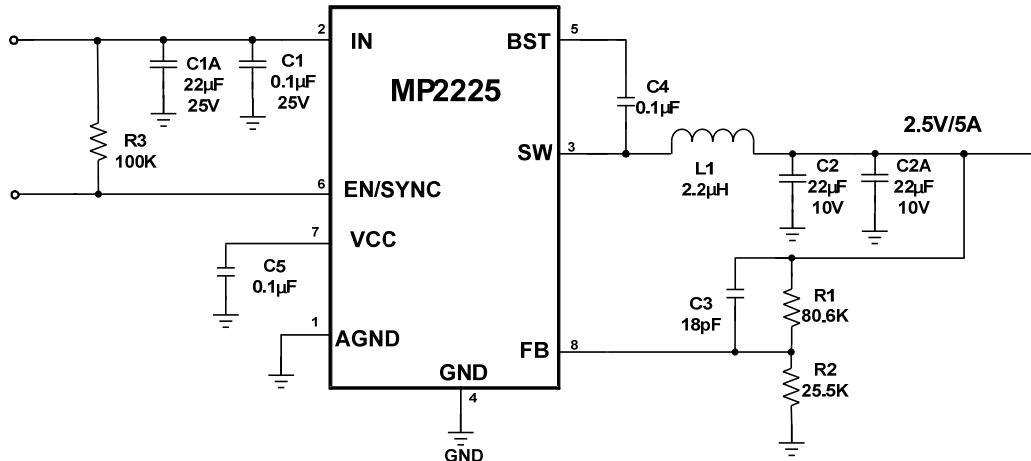 2
IN
C1A
22µF
25V
C1
0.1µF
25V
R3
100K
6
EN/SYNC
7
VCC
C5
0.1µF
1
AGND
MP2225
GND
4
GND
5
BST
C4
0.1µF
3
SW
L1
2.2µH
2.5V/5A
C2
22µF
10V
C2A
22µF
10V
C3
18pF
R1
80.6K
8
FB
R2
25.5K